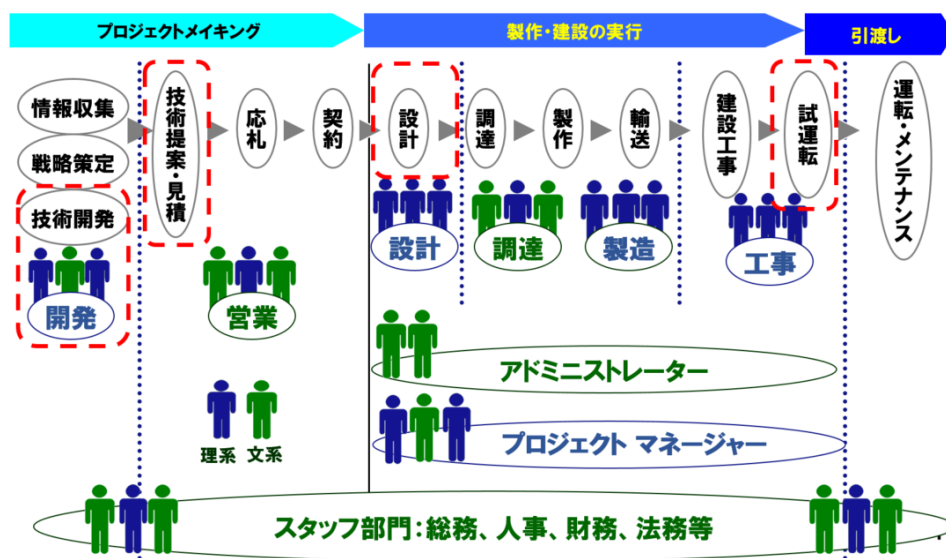 プロジェクトメイキング
製作・建設の実行
引渡し
情報収集
戦略策定
技術開発
技術提案・見積
応札
契約
設計
調達
製作
輸送
建設工事
試運転
運転・メンテナンス
開発
営業
設計
調達
製造
工事
アドミニストレーター
理系
文系
プロジェクト マネージャー
スタッフ部門：総務、人事、財務、法務等